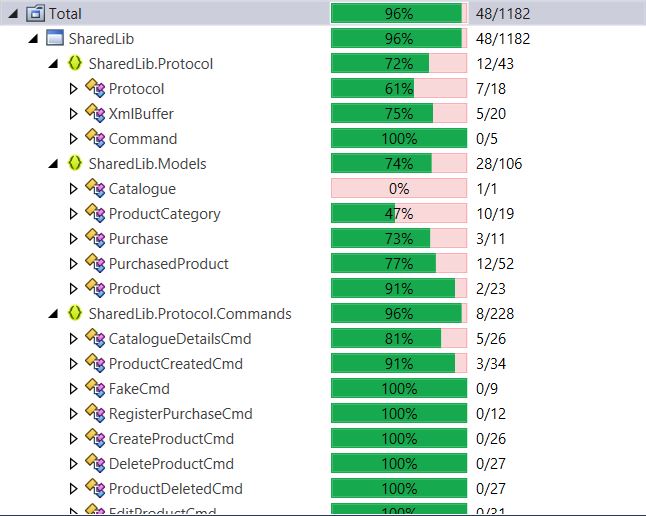 Total 96% 48/1182
SharedLib 96% 48/1182
SharedLib.Protocol 72% 12/43
Protocol 61% 7/18
XmlBuffer 75% 5/20
Command 100% 0/5
SharedLib.Models 74% 28/106
Catalogue 0% 1/1
ProductCategory 47% 10/19
Purchase 73% 3/11
PurchasedProduct 77% 12/52
Product 91% 2/23
SharedLib.Protocol.Commands 96% 8/228
CatalogueDetailsCmd 81% 5/26
ProductCreatedCmd 91% 3/34
FakeCmd 100% 0/9
RegisterPurchaseCmd 100% 0/12
CreateProductCmd 100% 0/26
DeleteProductCmd 100% 0/27
ProductDeletedCmd 100% 0/27
EditProductCmd 100% 0/31